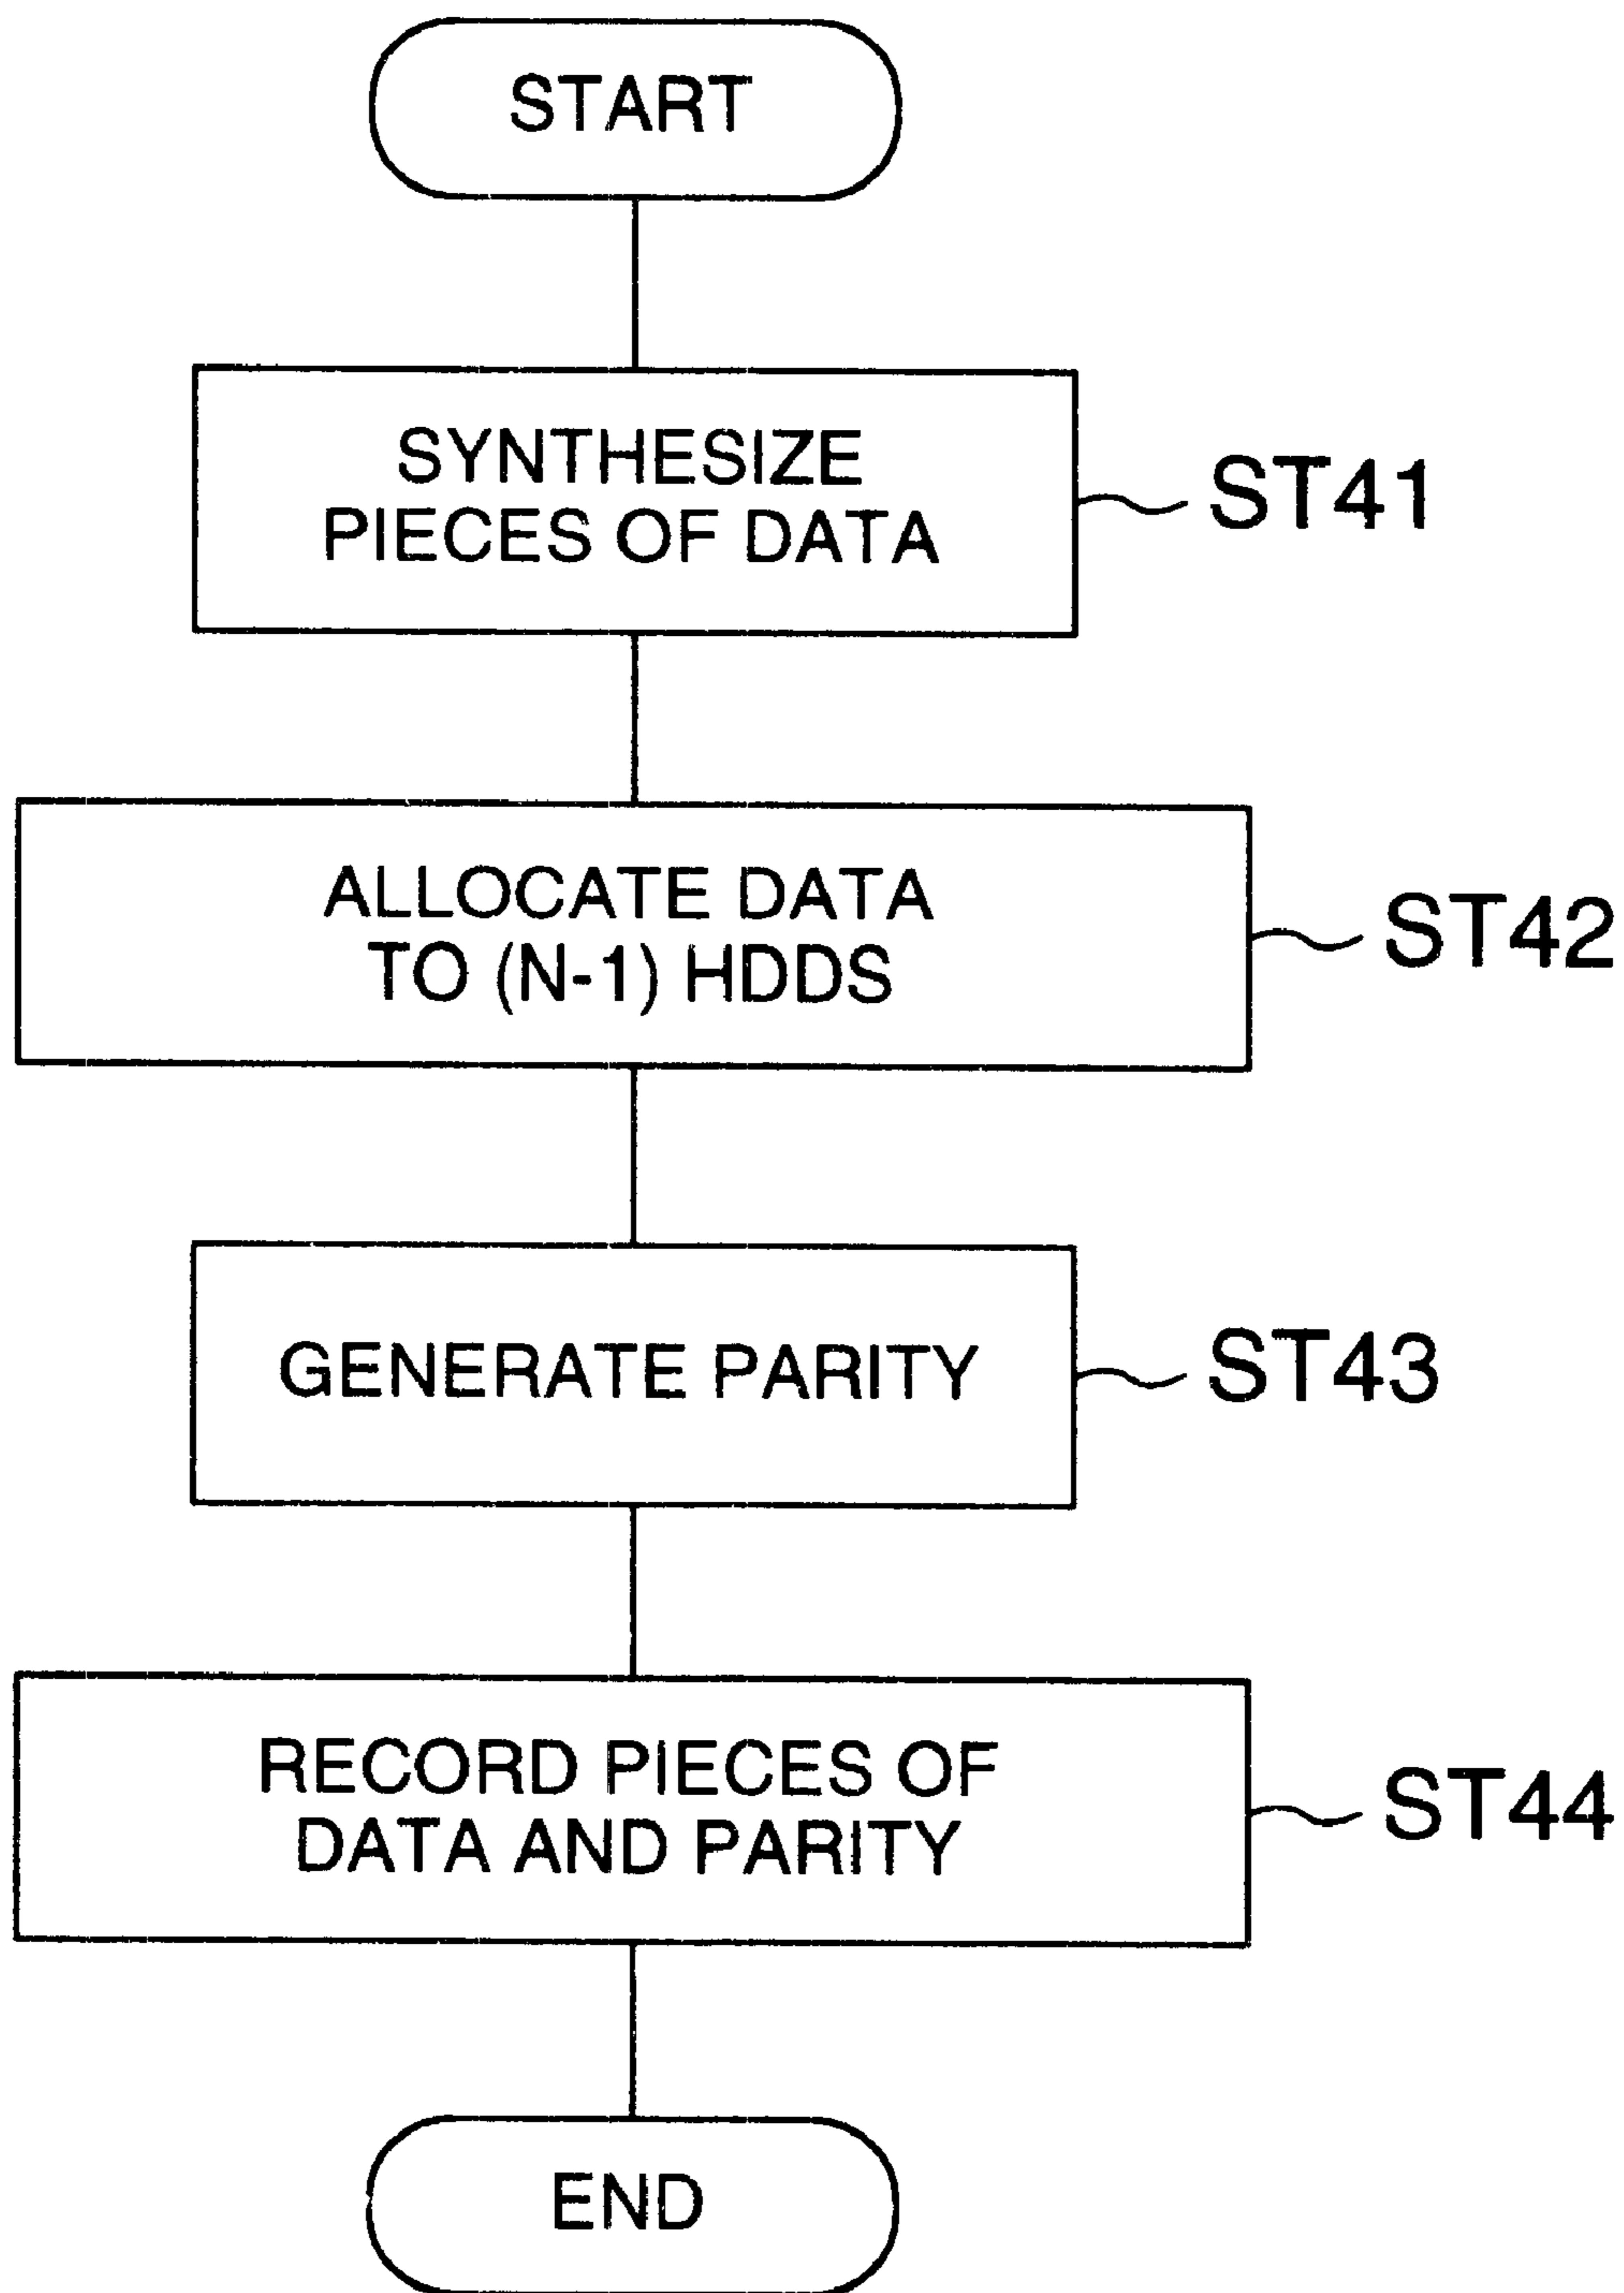 START
SYNTHESIZE
PIECES OF DATA
ST41
ALLOCATE DATA
TO (N-1) HDDS
ST42
GENERATE PARITY
ST43
RECORD PIECES OF
DATA AND PARITY
ST44
END